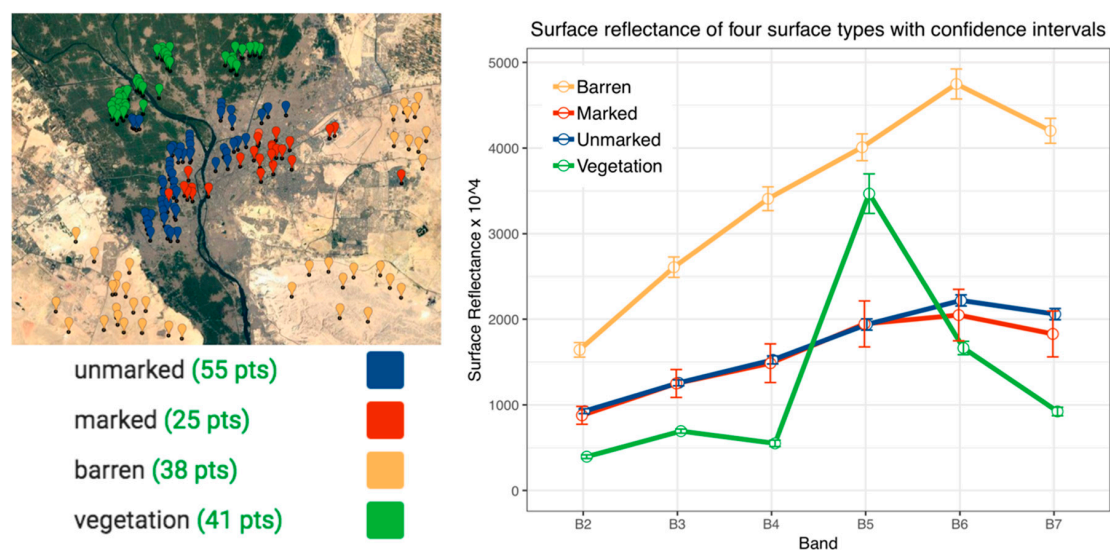 unmarked (55 pts)
marked (25 pts)
barren (38 pts)
vegetation (41 pts)
Surface reflectance of four surface types with confidence intervals
Surface Reflectance x 10^4
5000
4000
3000
2000
1000
0
Barren
Marked
Unmarked
Vegetation
B2 B3 B4 B5 B6 B7
Band